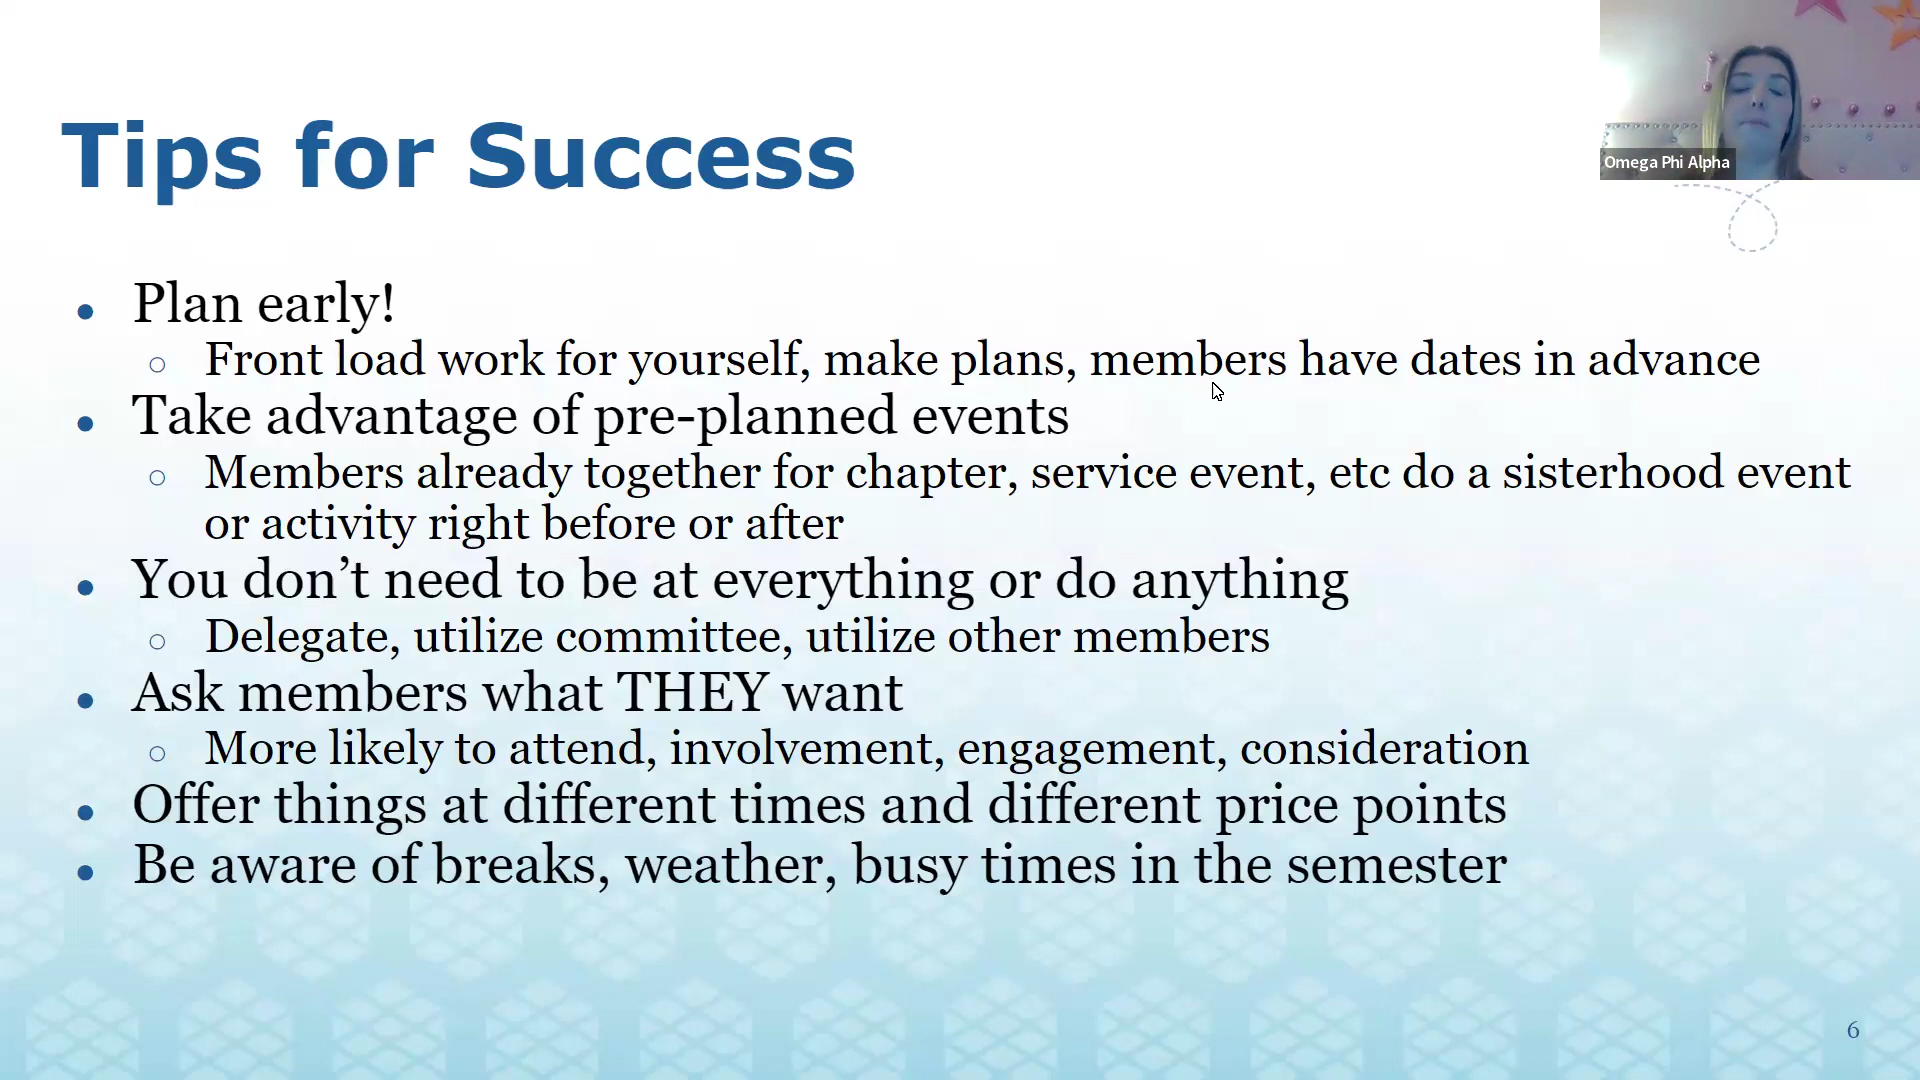 Omega Phi Alpha
Tips for Success
● Plan early!
○ Front load work for yourself, make plans, members have dates in advance
● Take advantage of pre-planned events
○ Members already together for chapter, service event, etc do a sisterhood event
or activity right before or after
● You don’t need to be at everything or do anything
○ Delegate, utilize committee, utilize other members
● Ask members what THEY want
○ More likely to attend, involvement, engagement, consideration
● Offer things at different times and different price points
● Be aware of breaks, weather, busy times in the semester
6